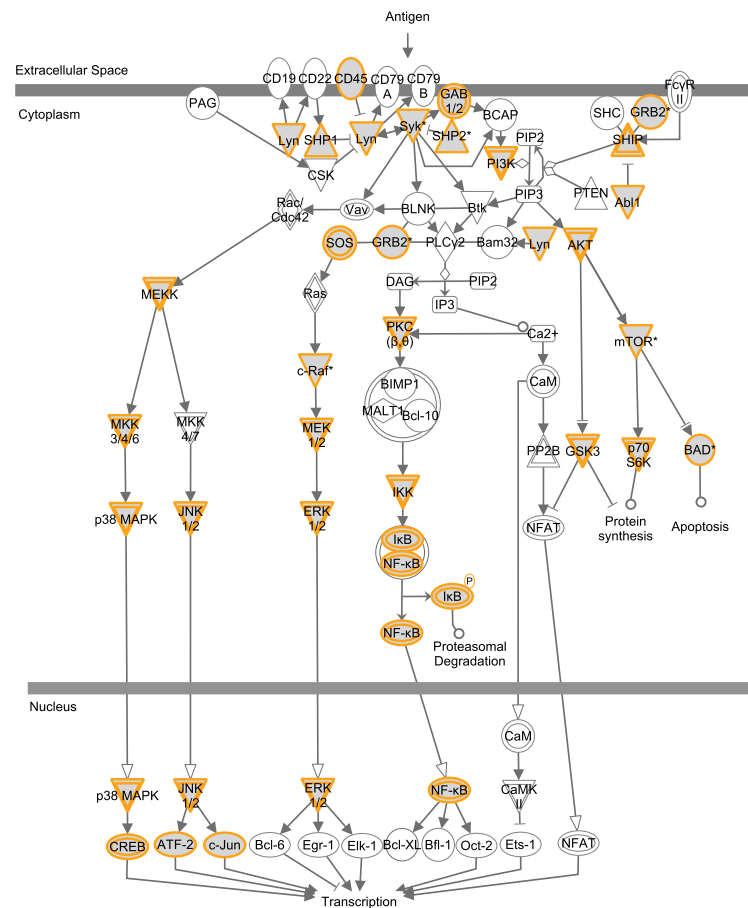 Antigen
Extracellular Space
Cytoplasm
CD19
CD22
CD45
CD79
A
CD79
B
GAB
1/2
FcγR
II
PAG
Lyn
SHP1
Lyn
Syk*
SHP2*
BCAP
SHC
GRB2*
SHIP
CSK
PI3K
PIP2
PIP3
PTEN
Abl1
Rac/
Cdc42
Vav
BLNK
Btk
SOS
GRB2*
PLCγ2
Bam32
Lyn
AKT
MEKK
Ras
DAG
PIP2
IP3
PKC
(β,θ)
Ca2+
mTOR*
c-Raf*
BIMP1
MALT1
Bcl-10
CaM
MKK
3/4/6
MKK
4/7
MEK
1/2
PP2B
GSK3
p70
S6K
BAD*
p38 MAPK
JNK
1/2
ERK
1/2
IKK
NFAT
Protein
synthesis
Apoptosis
IκB
NF-κB
P
IκB
NF-κB
Proteasomal
Degradation
Nucleus
CaM
p38 MAPK
JNK
1/2
ERK
1/2
NF-κB
CaMK
II
CREB
ATF-2
c-Jun
Bcl-6
Egr-1
Elk-1
Bcl-XL
Bfl-1
Oct-2
Ets-1
NFAT
Transcription